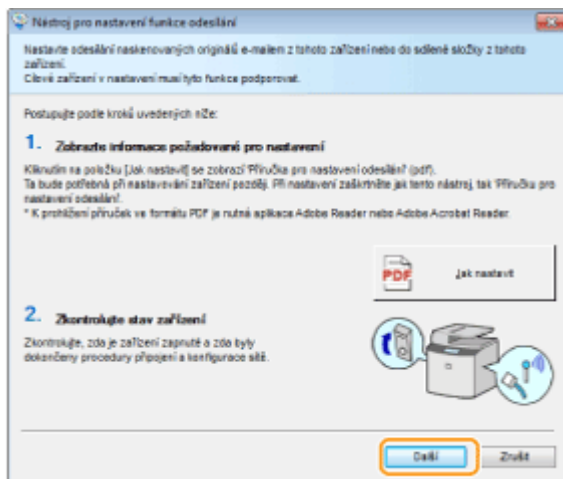 Nástroj pro nastavení funkce odesílání
Nastavte odesílání naskenovaných originálů e-mailem z tohoto zařízení nebo do sdílené složky z tohoto
zařízení.
Cílové zařízení v nastavení musí tyto funkce podporovat.
Postupujte podle kroků uvedených níže:
1. Zobrazte informace požadované pro nastavení
Kliknutím na položku [Jak nastavit] se zobrazí 'Příručka pro nastavení odesílání' (pdf).
Ta bude potřebná při nastavování zařízení později. Při nastavení zaškrtněte jak tento nástroj, tak 'Příručku pro
nastavení odesílání'.
* K prohlížení příruček ve formátu PDF je nutná aplikace Adobe Reader nebo Adobe Acrobat Reader.
PDF
Jak nastavit
2. Zkontrolujte stav zařízení
Zkontrolujte, zda je zařízení zapnuté a zda byly
dokončeny procedury připojení a konfigurace sítě.
Další
Zrušit